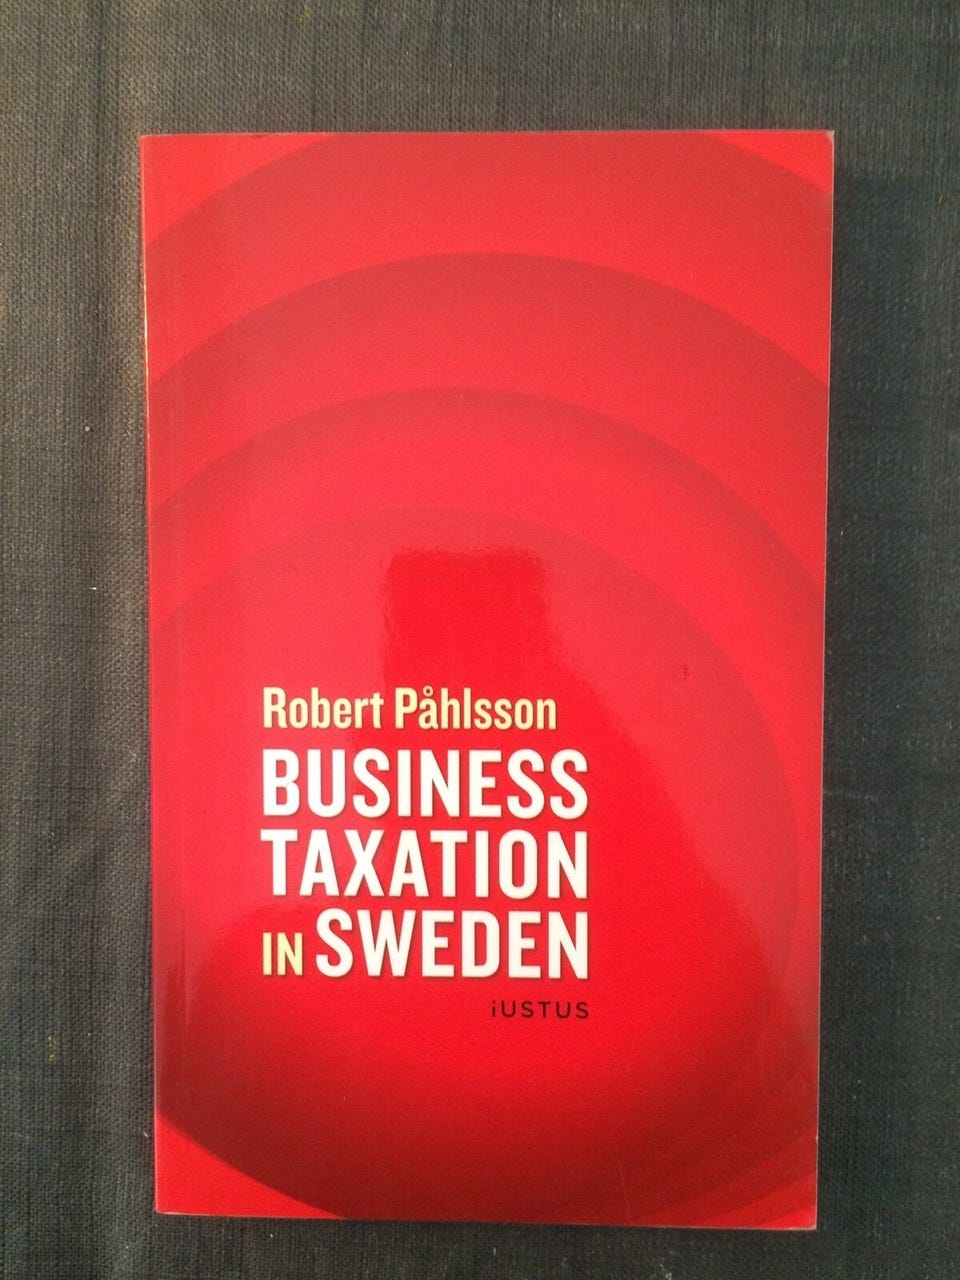 Robert Påhlsson
BUSINESS
TAXATION
IN SWEDEN
iUSTUS